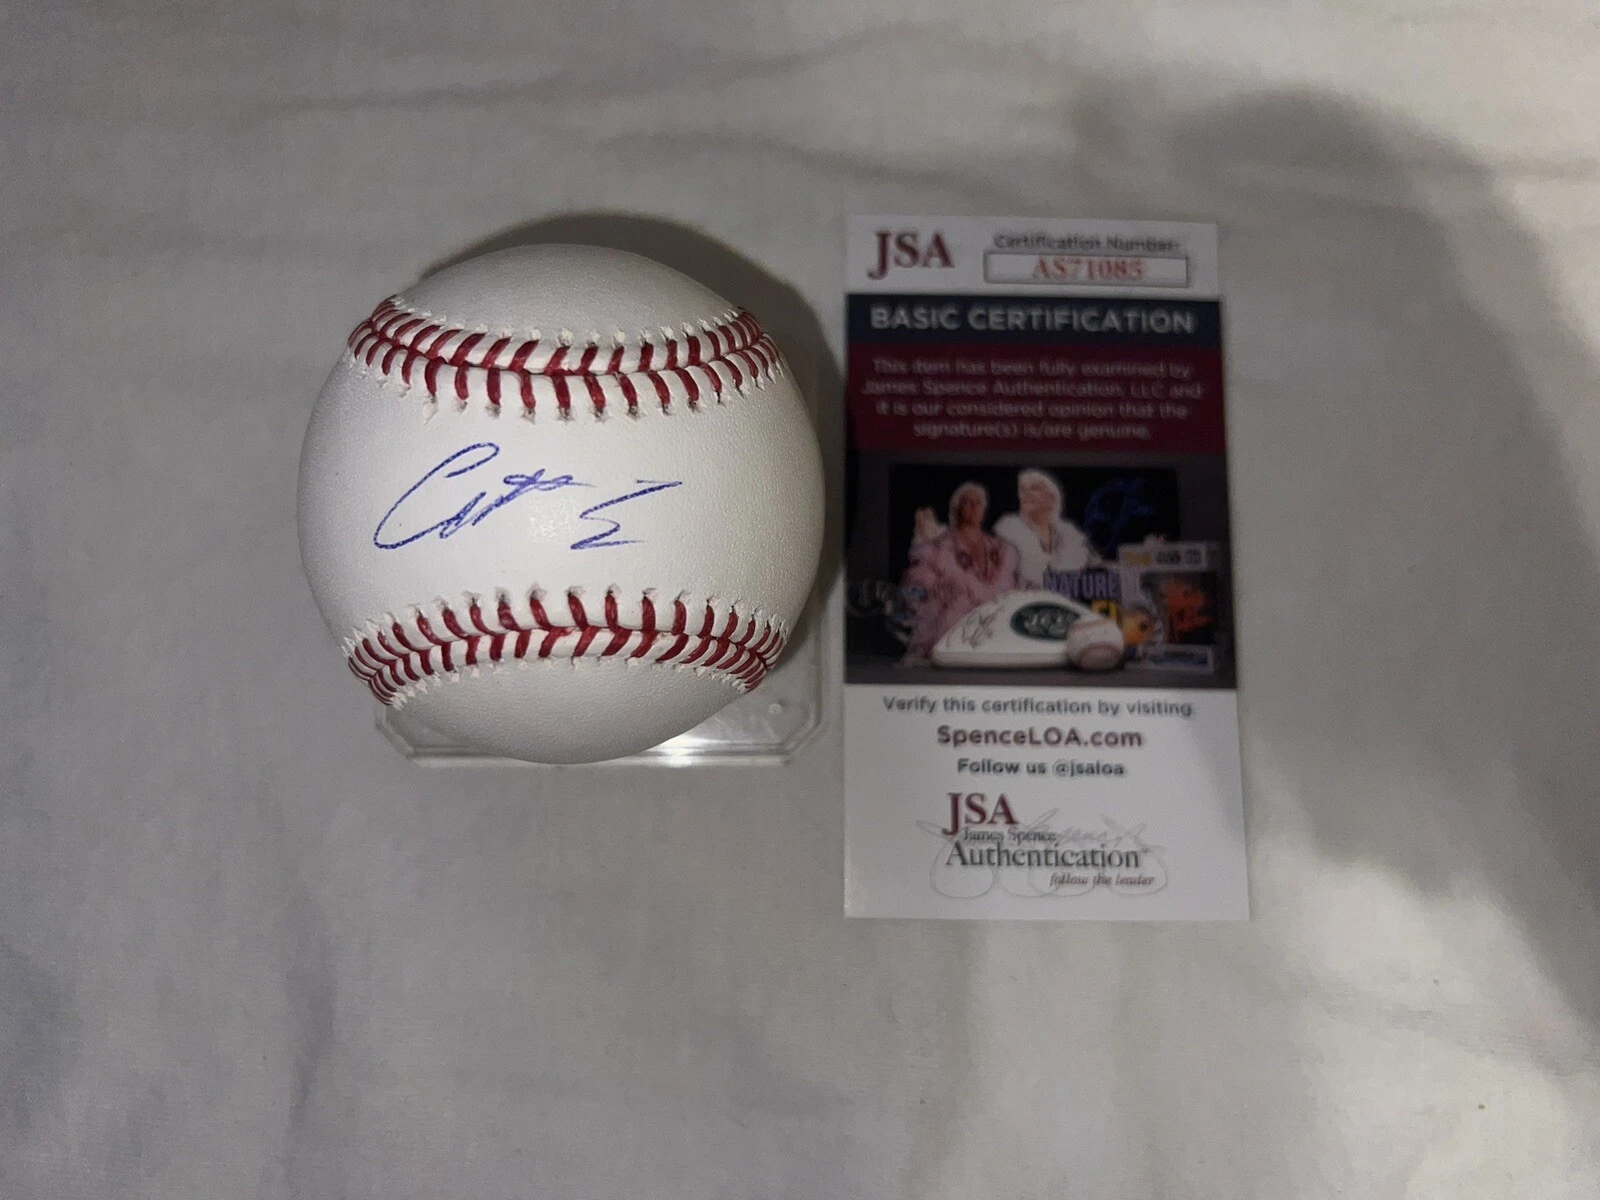 JSA
Certification Number:
AS71085
BASIC CERTIFICATION
This item has been fully examined by
James Spence Authentication, LLC and
it is our considered opinion that the
signature(s) is/are genuine.
NATURE
JETS
Verify this certification by visiting
SpenceLOA.com
Follow us @jsaloa
JSA
James Spence
Authentication
follow the leader